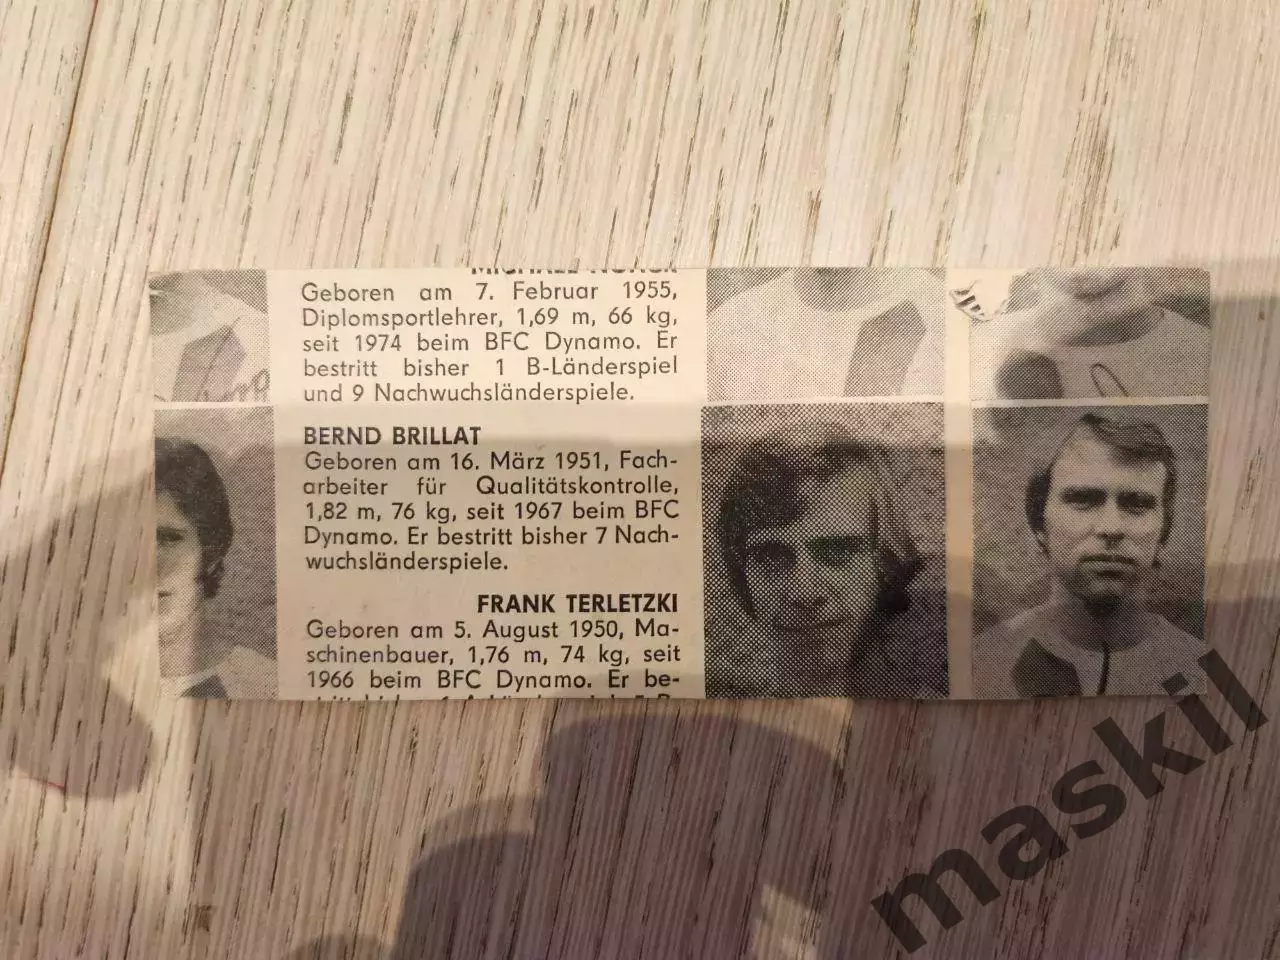 MICHAEL NOACK
Geboren am 7. Februar 1955,
Diplomsportlehrer, 1,69 m, 66 kg,
seit 1974 beim BFC Dynamo. Er
bestritt bisher 1 B-Länderspiel
und 9 Nachwuchsländerspiele.
BERND BRILLAT
Geboren am 16. März 1951, Fach-
arbeiter für Qualitätskontrolle,
1,82 m, 76 kg, seit 1967 beim BFC
Dynamo. Er bestritt bisher 7 Nach-
wuchsländerspiele.
FRANK TERLETZKI
Geboren am 5. August 1950, Ma-
schinenbauer, 1,76 m, 74 kg, seit
1966 beim BFC Dynamo. Er be-
maskil